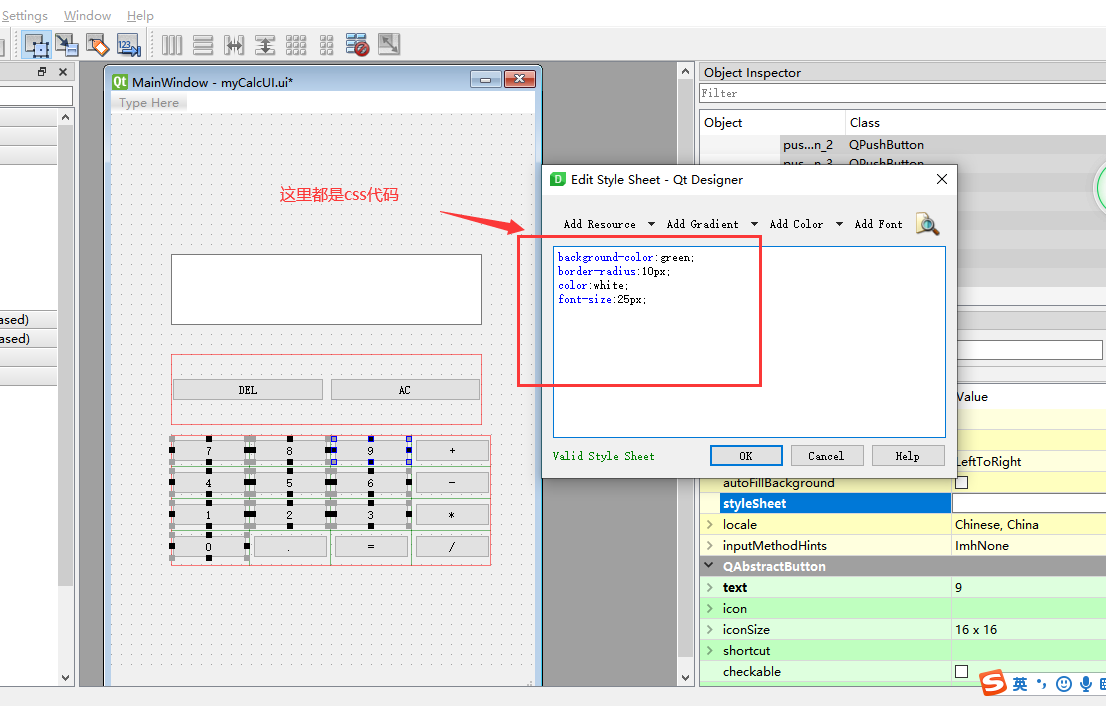 Settings Window Help
MainWindow - myCalcUI.ui*
Type Here
这里都是css代码
DEL AC
7 8 9 +
4 5 6 -
1 2 3 *
0 . = /
ased)
ased)
Object Inspector
Filter
Object Class
pus...n_2 QPushButton
Edit Style Sheet - Qt Designer
Add Resource Add Gradient Add Color Add Font
background-color:green;
border-radius:10px;
color:white;
font-size:25px;
Valid Style Sheet OK Cancel Help
Value
LeftToRight
autoFillBackground
styleSheet
locale Chinese, China
inputMethodHints ImhNone
QAbstractButton
text 9
icon
iconSize 16 x 16
shortcut
checkable
英